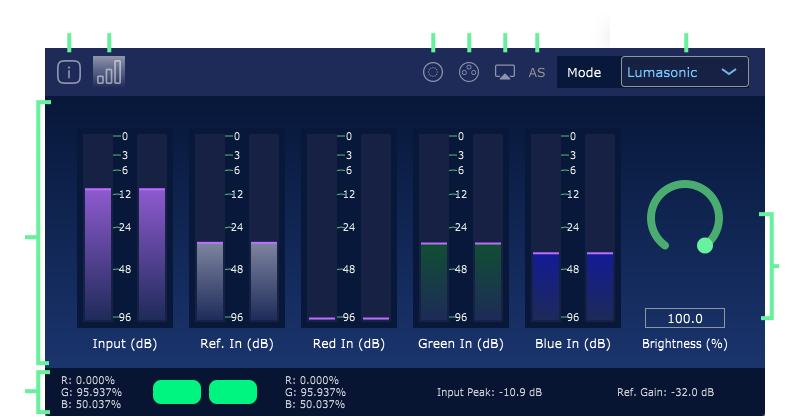 AS Mode Lumasonic
0 0 0 0 0
3 3 3 3 3
6 6 6 6 6
12 12 12 12 12
24 24 24 24 24
48 48 48 48 48
96 96 96 96 96
100.0
Input (dB) Ref. In (dB) Red In (dB) Green In (dB) Blue In (dB) Brightness (%)
R: 0.000% R: 0.000%
G: 95.937% G: 95.937% Input Peak: -10.9 dB Ref. Gain: -32.0 dB
B: 50.037% B: 50.037%